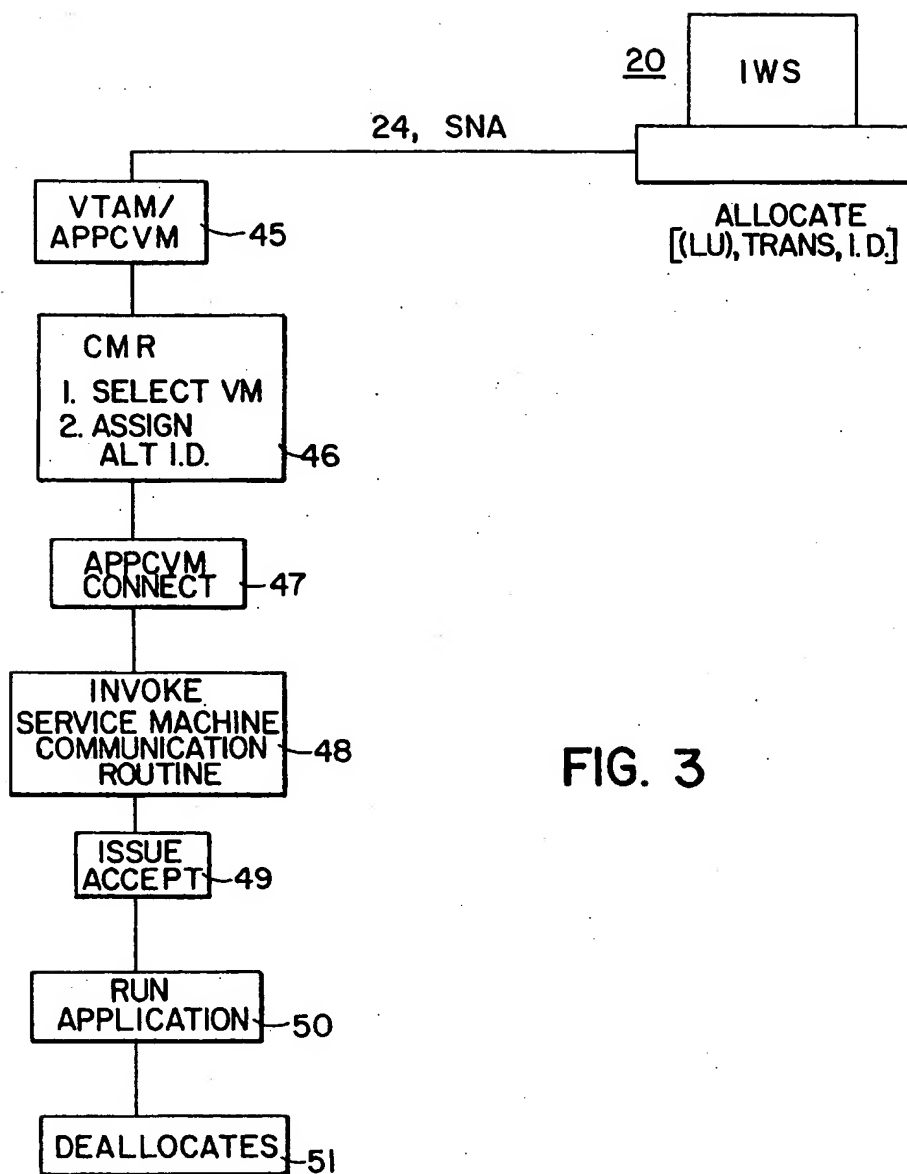 20
IWS
24, SNA
ALLOCATE
[(LU), TRANS, I.D.]
VTAM/
APPCVM
45
CMR
1. SELECT VM
2. ASSIGN
ALT I.D.
46
APPCVM
CONNECT
47
INVOKE
SERVICE MACHINE
COMMUNICATION
ROUTINE
48
FIG. 3
ISSUE
ACCEPT
49
RUN
APPLICATION
50
DEALLOCATES
51